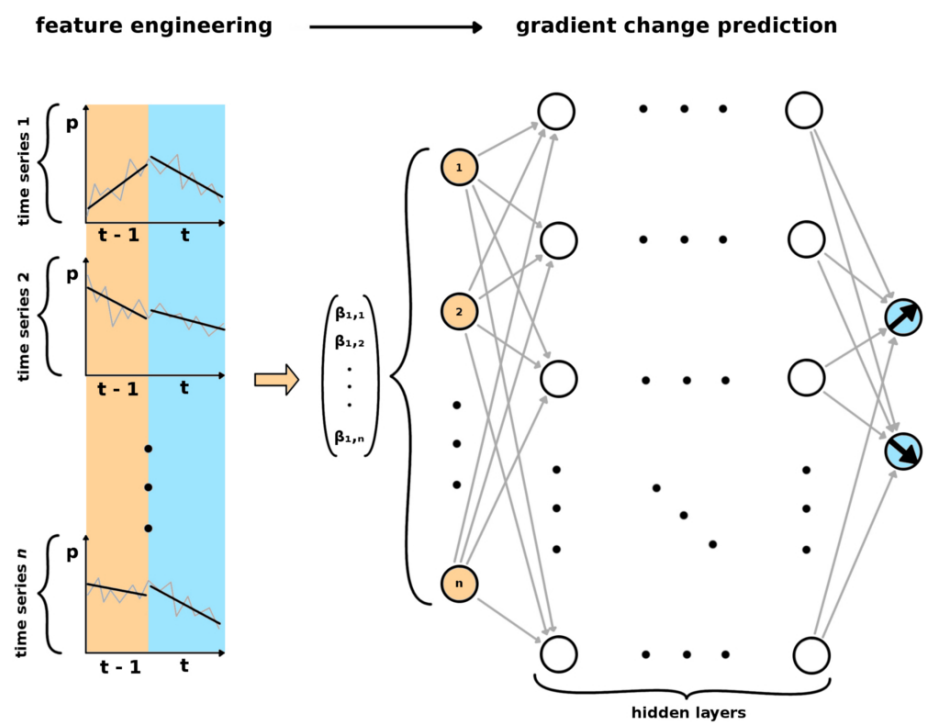 feature engineering
gradient change prediction
time series 1
p
t - 1
t
time series 2
p
t - 1
t
time series n
p
t - 1
t
β₁,₁
β₁,₂
β₁,ₙ
1
2
n
hidden layers